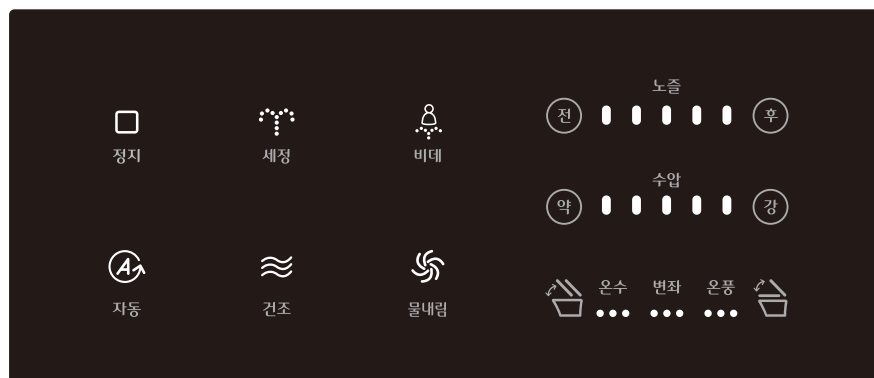 노즐
전 후
정지 세정 비데
수압
약 강
온수 변좌 온풍
자동 건조 물내림